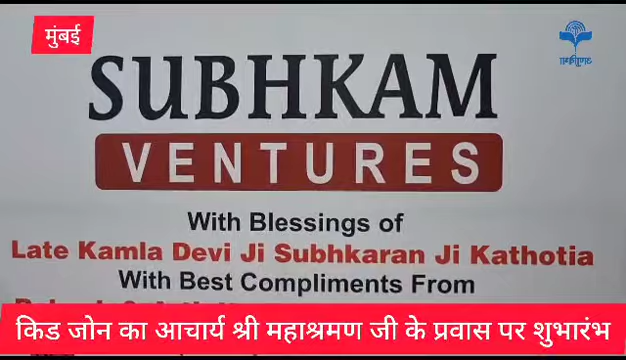 मुंबई
SUBHKAM
VENTURES
With Blessings of
Late Kamla Devi Ji Subhkaran Ji Kathotia
With Best Compliments From
किड जोन का आचार्य श्री महाश्रमण जी के प्रवास पर शुभारंभ